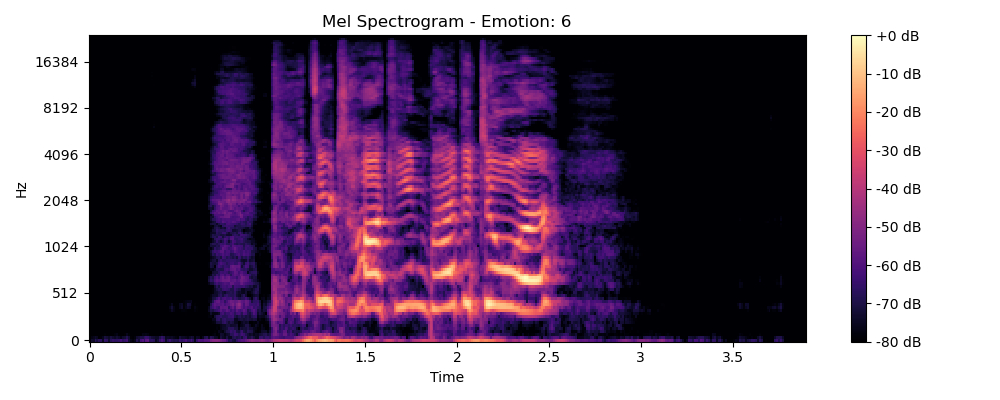 Mel Spectrogram - Emotion: 6
Hz
16384
8192
4096
2048
1024
512
0
0 0.5 1 1.5 2 2.5 3 3.5
Time
+0 dB
-10 dB
-20 dB
-30 dB
-40 dB
-50 dB
-60 dB
-70 dB
-80 dB